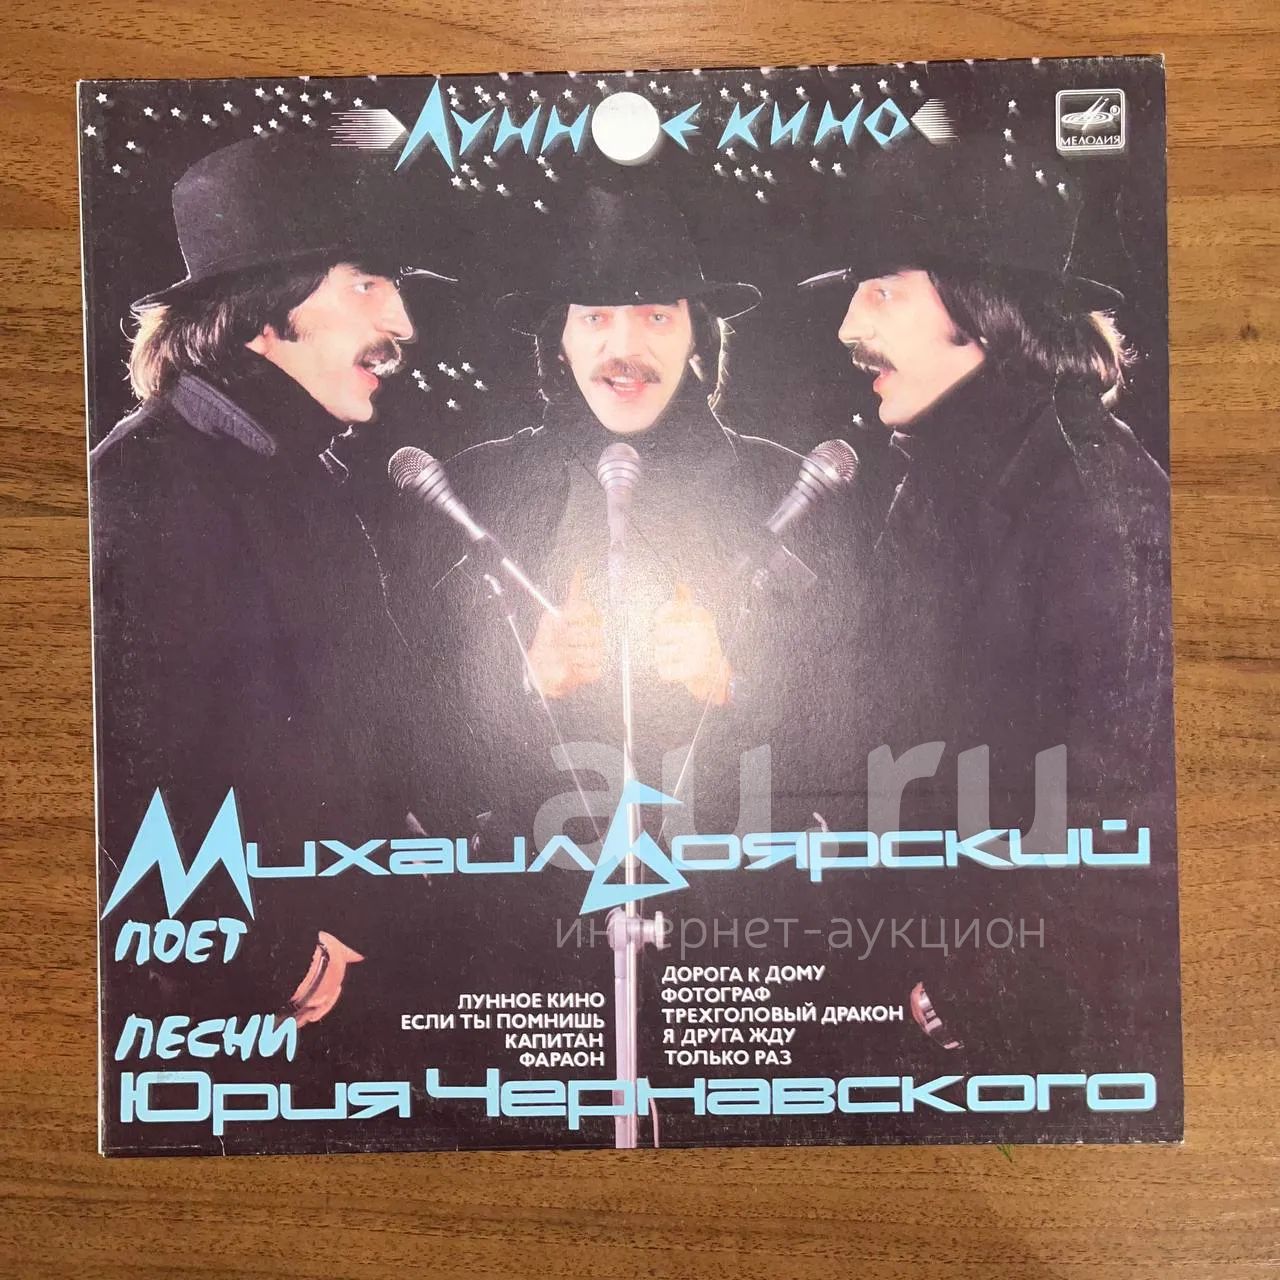 Лунное кино
МЕЛОДИЯ
Михаил Боярский
поет
песни
Юрия Чернавского
ЛУННОЕ КИНО
ЕСЛИ ТЫ ПОМНИШЬ
КАПИТАН
ФАРАОН
ДОРОГА К ДОМУ
ФОТОГРАФ
ТРЕХГОЛОВЫЙ ДРАКОН
Я ДРУГА ЖДУ
ТОЛЬКО РАЗ
au.ru
интернет-аукцион